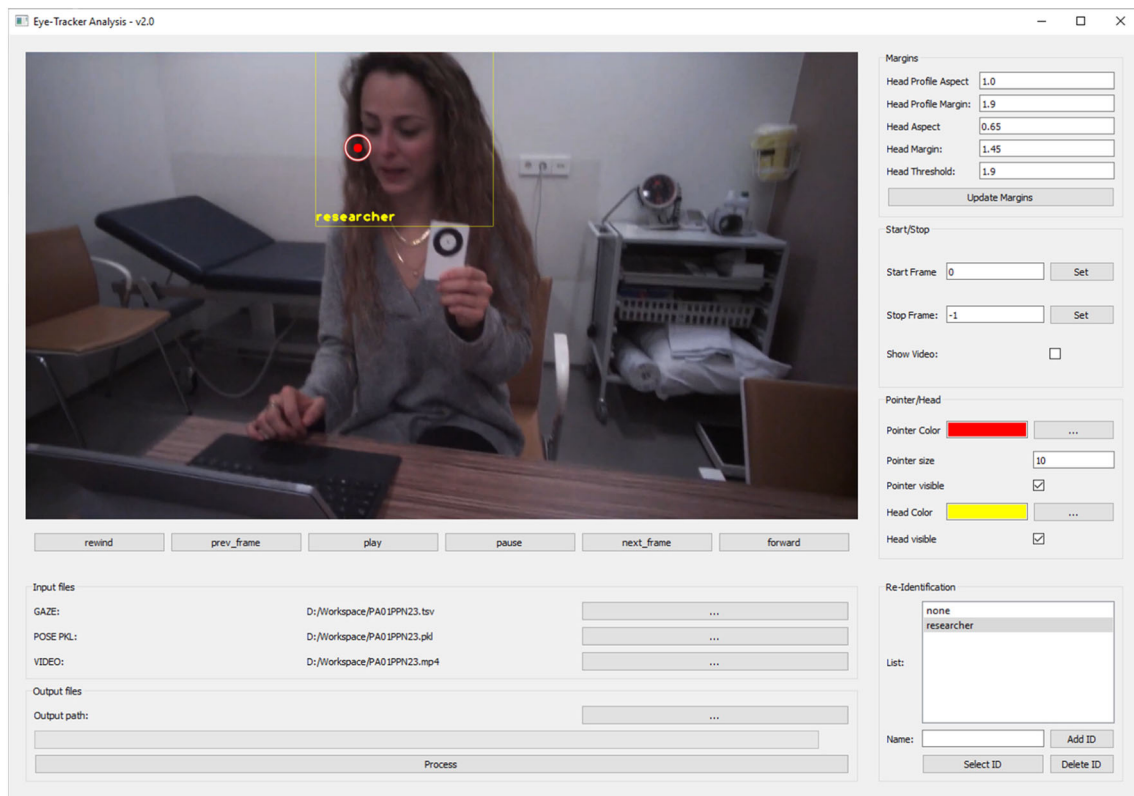 Eye-Tracker Analysis - v2.0
researcher
rewind
prev_frame
play
pause
next_frame
forward
Input files
GAZE: D:/Workspace/PA01PPN23.tsv ...
POSE PKL: D:/Workspace/PA01PPN23.pkl ...
VIDEO: D:/Workspace/PA01PPN23.mp4 ...
Output files
Output path: ...
Process
Margins
Head Profile Aspect 1.0
Head Profile Margin: 1.9
Head Aspect 0.65
Head Margin: 1.45
Head Threshold: 1.9
Update Margins
Start/Stop
Start Frame 0 Set
Stop Frame: -1 Set
Show Video:
Pointer/Head
Pointer Color ...
Pointer size 10
Pointer visible
Head Color ...
Head visible
Re-Identification
none
researcher
List:
Name: Add ID
Select ID Delete ID